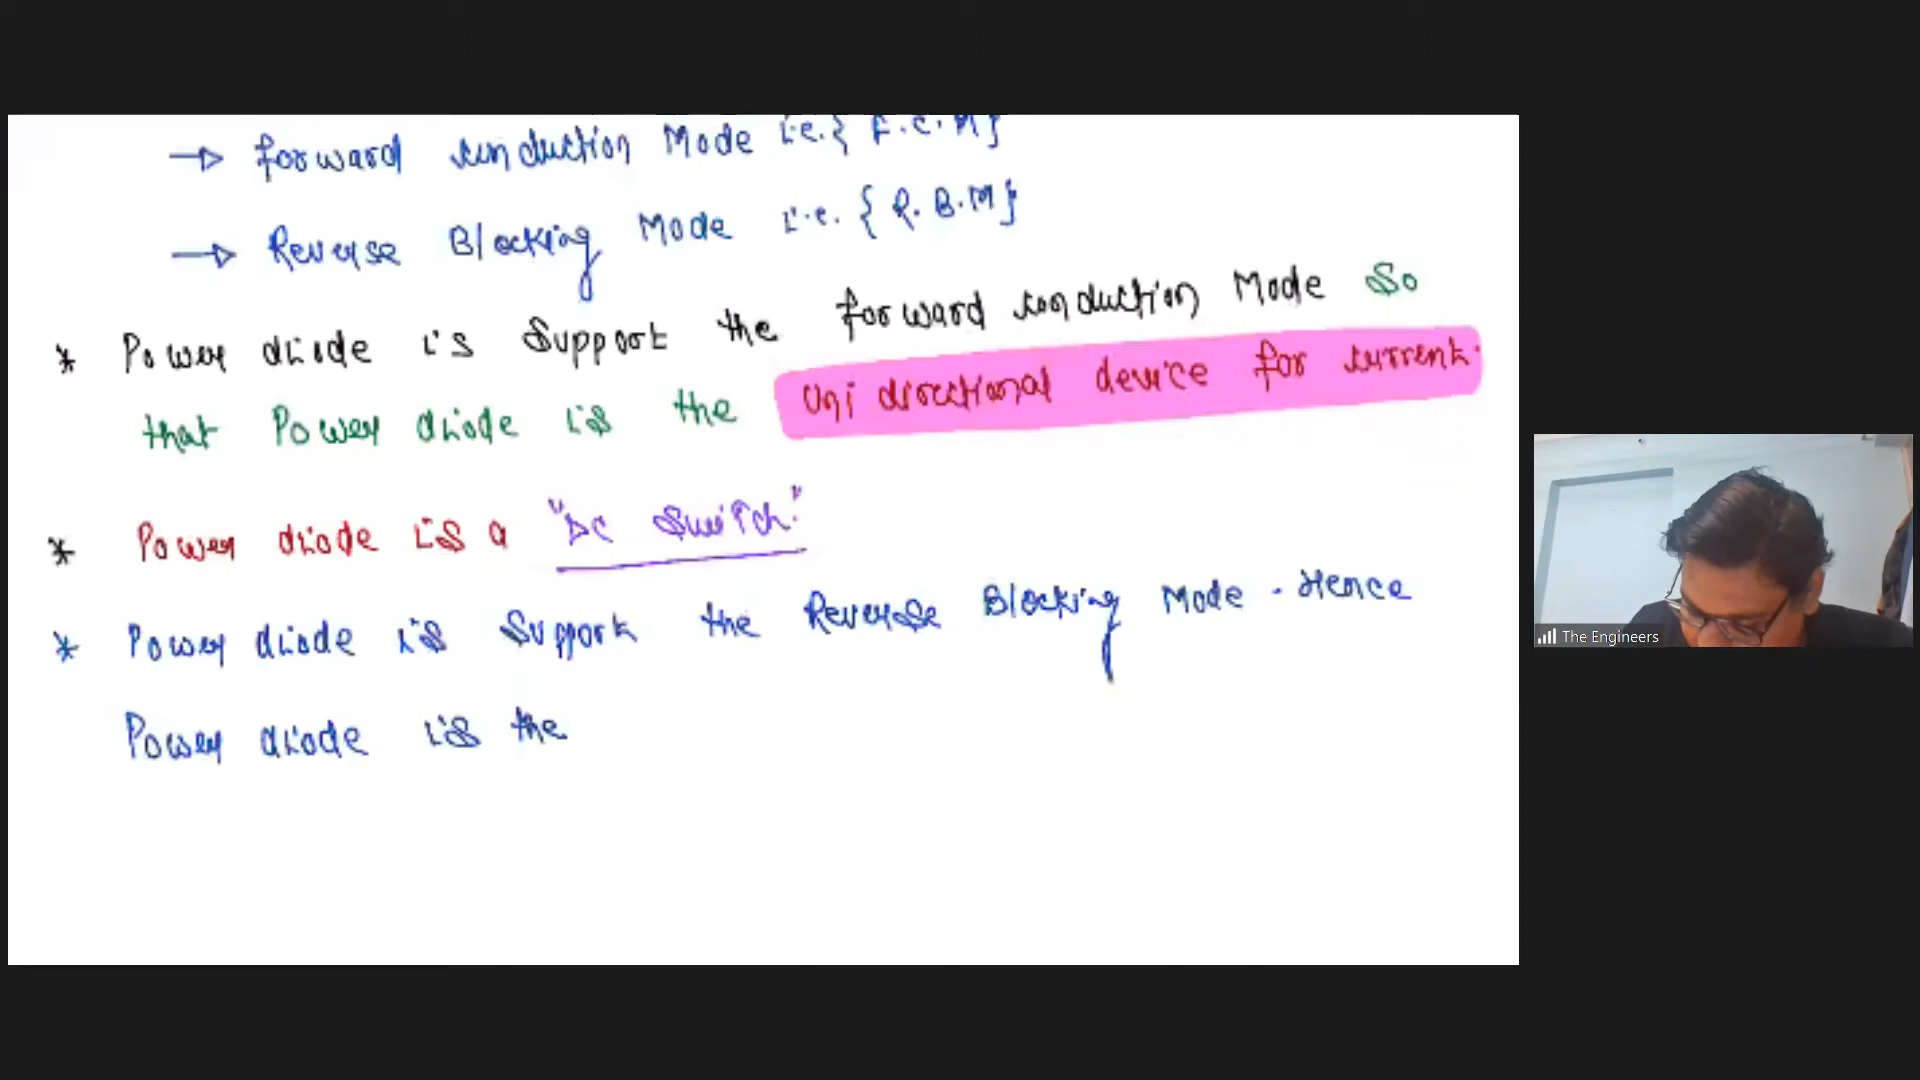 → forward conduction Mode i.e. { F.C.M}
→ Reverse Blocking Mode i.e. { R.B.M}
* Power diode is support the forward conduction Mode So
that Power diode is the Uni directional device for current.
* Power diode is a "DC Switch."
* Power diode is support the Reverse Blocking Mode. Hence
Power diode is the
The Engineers